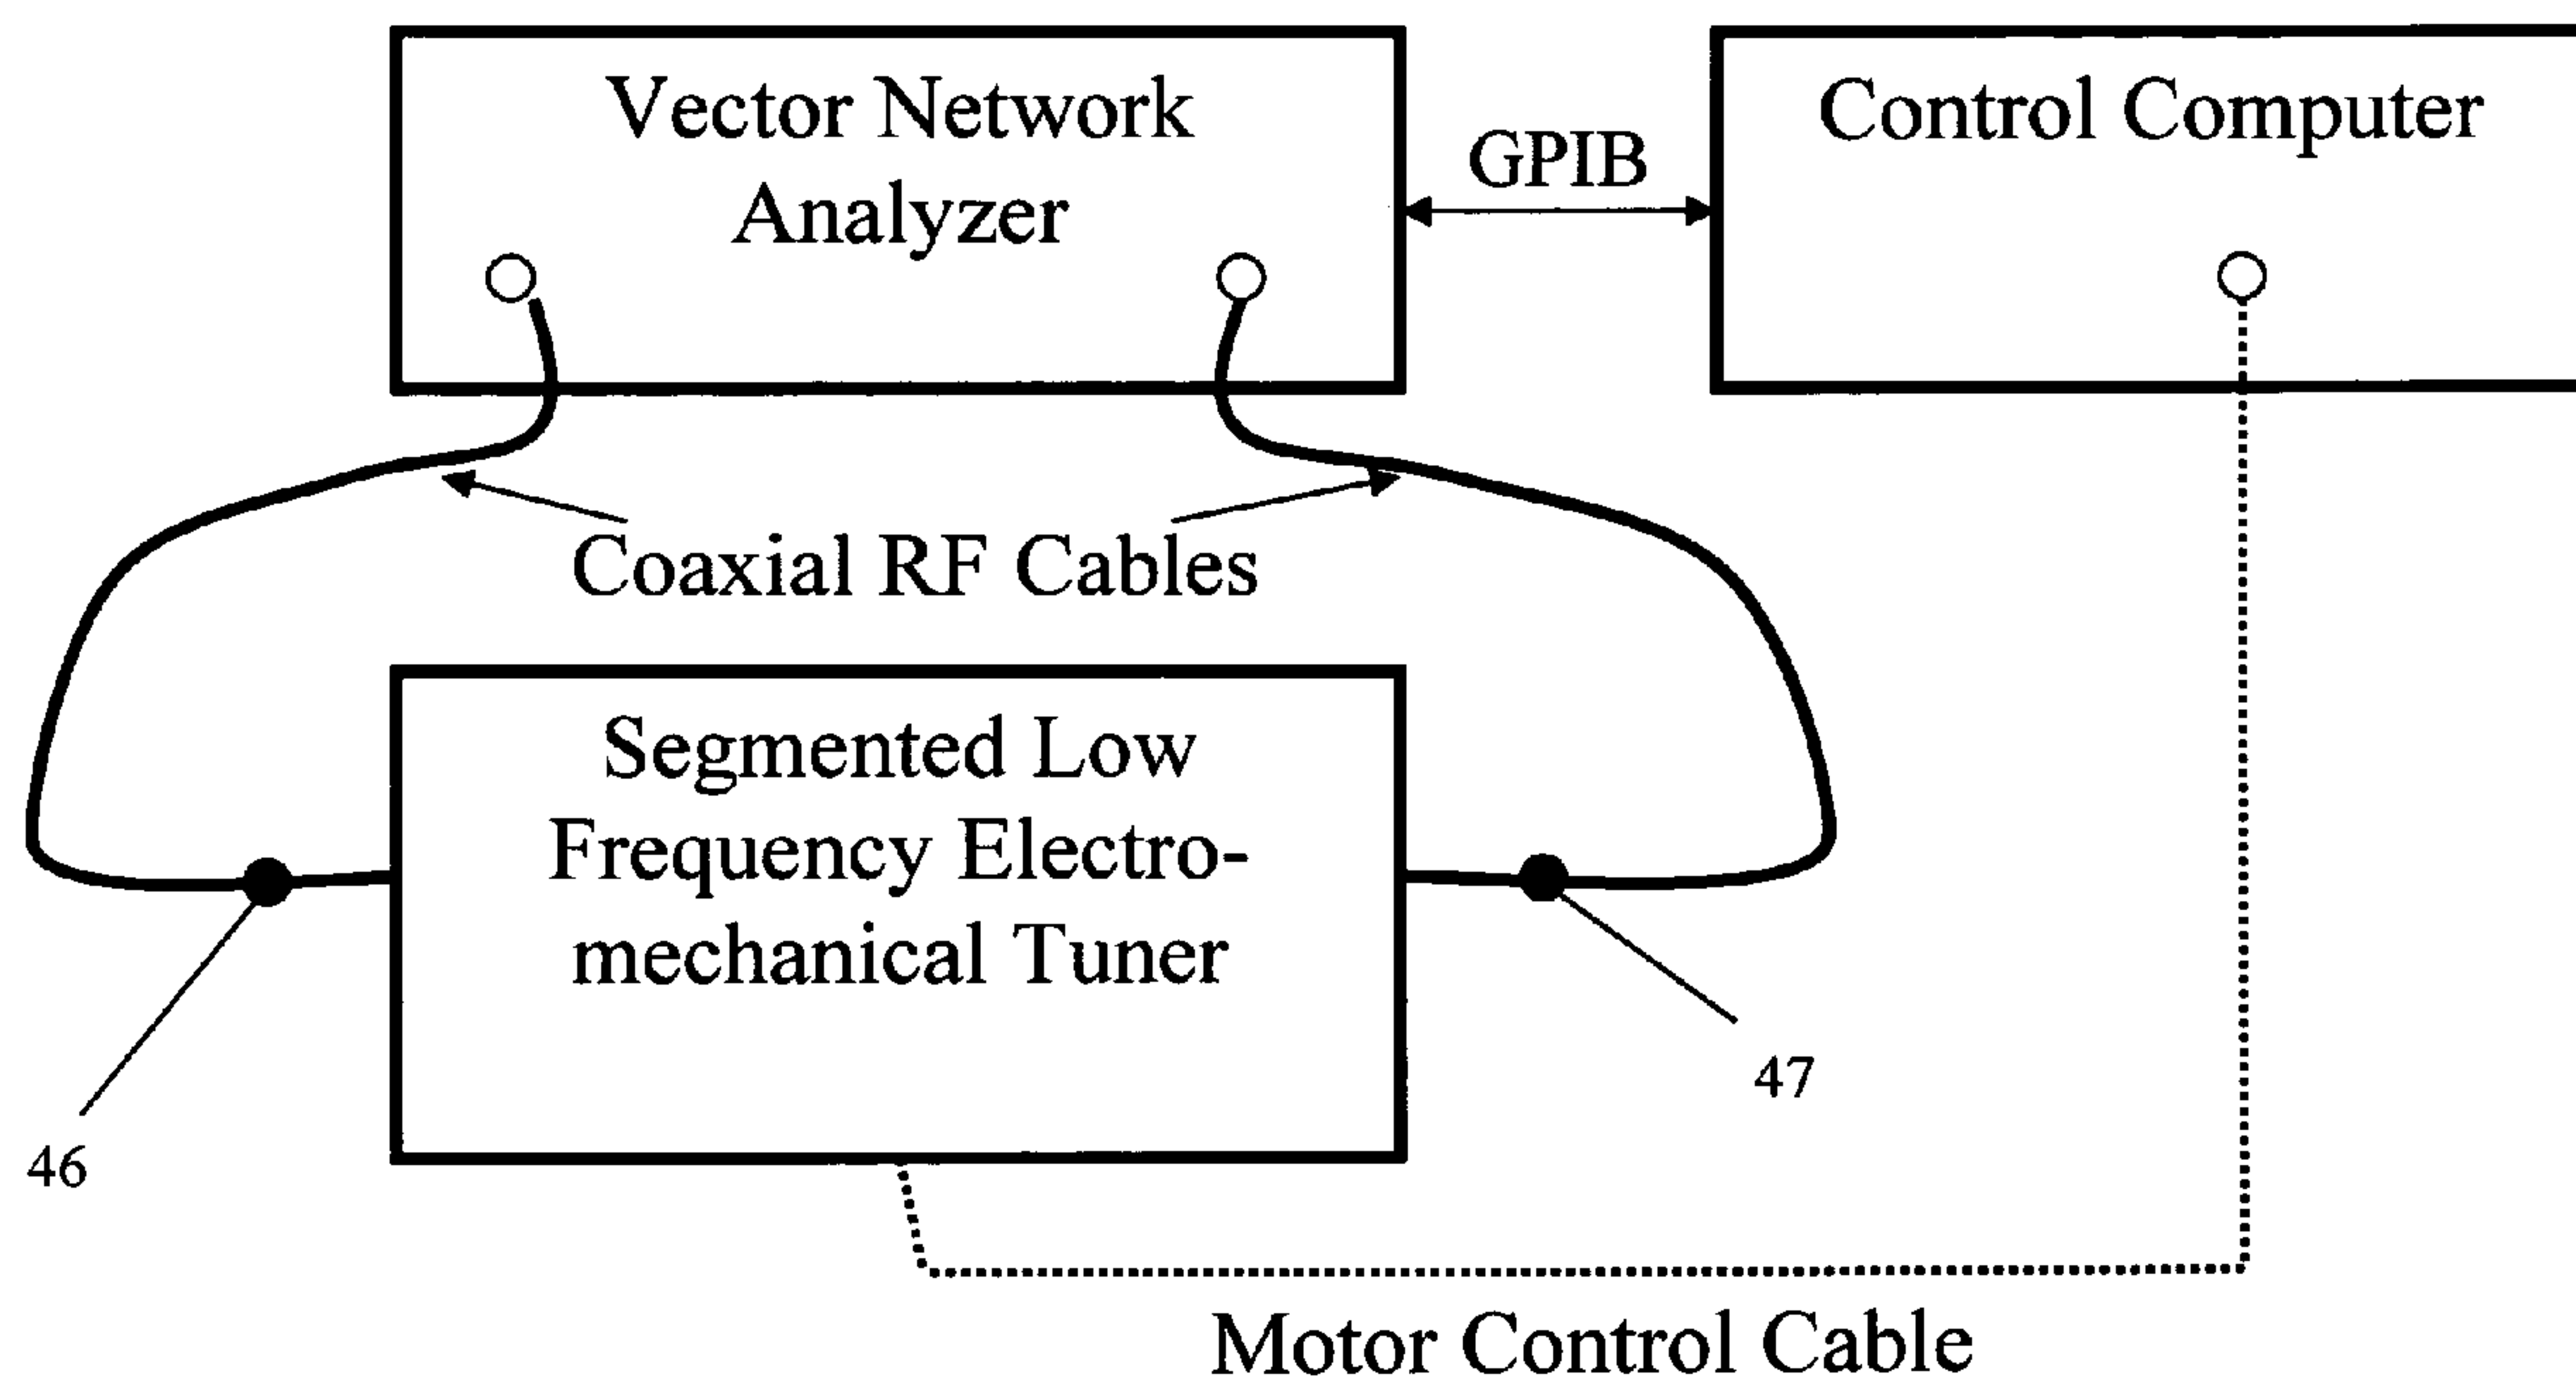 Vector Network
Analyzer
GPIB
Control Computer
Coaxial RF Cables
Segmented Low
Frequency Electro-
mechanical Tuner
46
47
Motor Control Cable